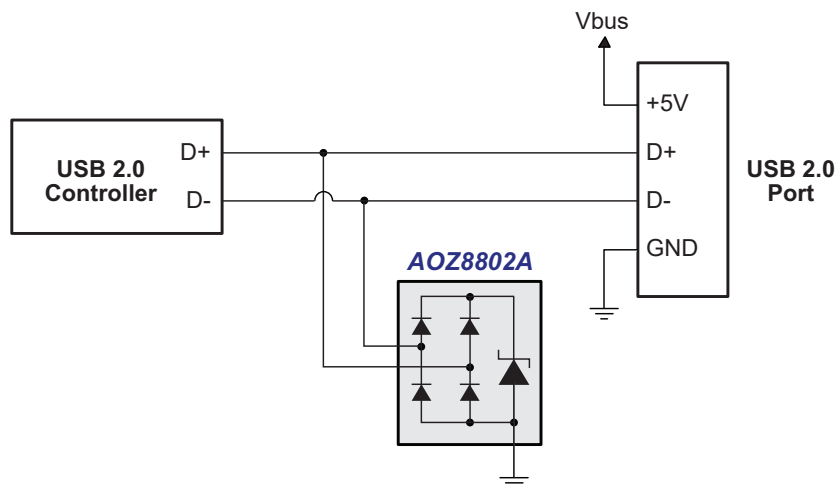 Vbus
+5V
D+
D-
GND
USB 2.0
Port
USB 2.0
Controller
D+
D-
AOZ8802A